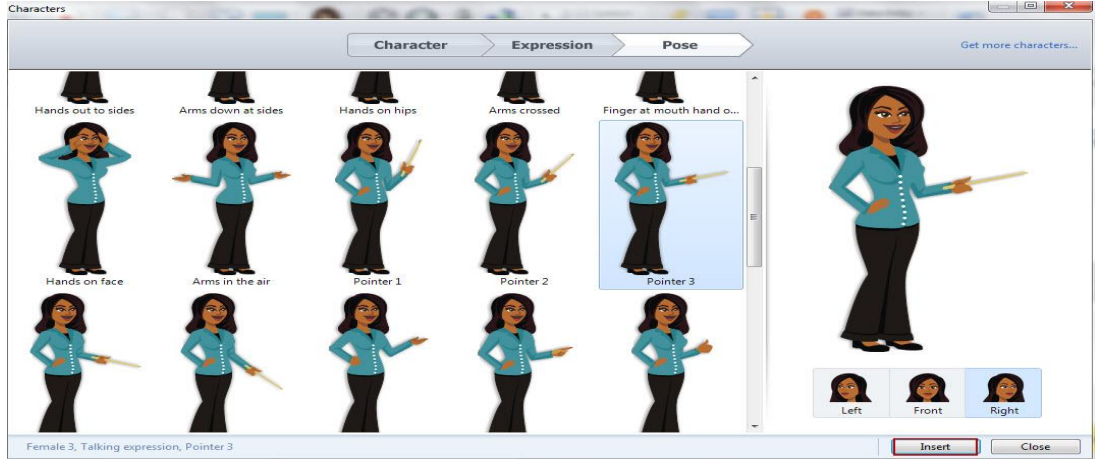 Characters
Character Expression Pose
Get more characters...
Hands out to sides Arms down at sides Hands on hips Arms crossed Finger at mouth hand o...
Hands on face Arms in the air Pointer 1 Pointer 2 Pointer 3
Left Front Right
Female 3, Talking expression, Pointer 3
Insert Close